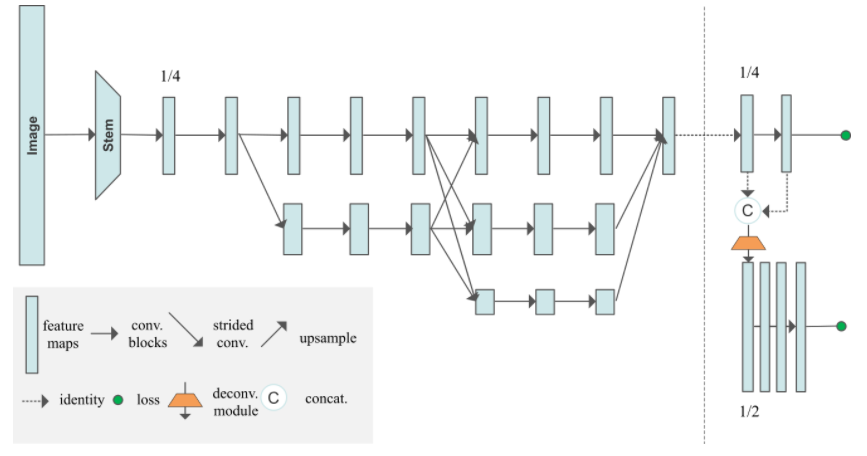 Image
Stem
1/4
1/4
C
1/2
feature
maps
conv.
blocks
strided
conv.
upsample
identity
loss
deconv.
module
C
concat.